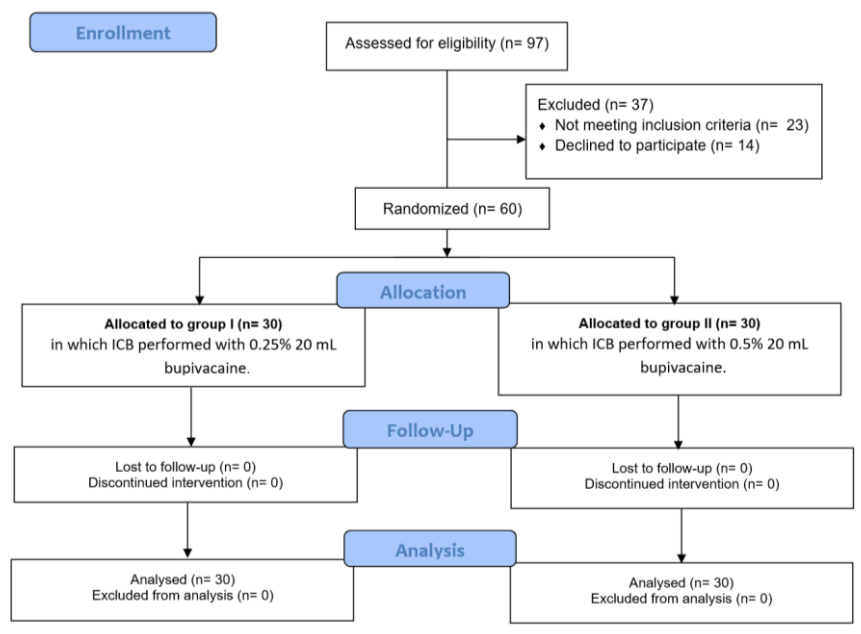 Enrollment
Assessed for eligibility (n= 97)
Excluded (n= 37)
♦ Not meeting inclusion criteria (n= 23)
♦ Declined to participate (n= 14)
Randomized (n= 60)
Allocation
Allocated to group I (n= 30)
in which ICB performed with 0.25% 20 mL
bupivacaine.
Allocated to group II (n= 30)
in which ICB performed with 0.5% 20 mL
bupivacaine.
Follow-Up
Lost to follow-up (n= 0)
Discontinued intervention (n= 0)
Lost to follow-up (n= 0)
Discontinued intervention (n= 0)
Analysis
Analysed (n= 30)
Excluded from analysis (n= 0)
Analysed (n= 30)
Excluded from analysis (n= 0)